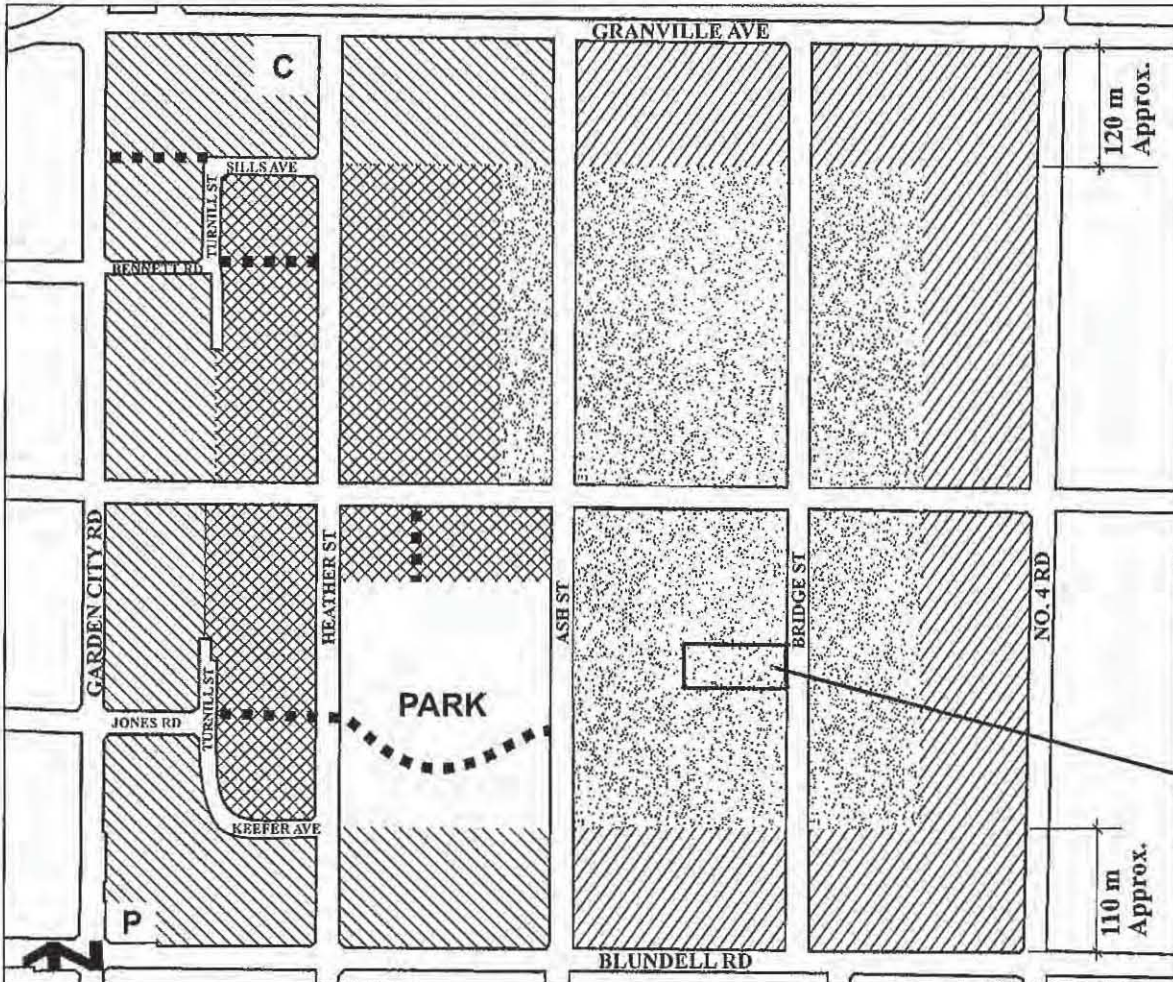 GRANVILLE AVE
C
120 m
Approx.
SILLS AVE
TURNILL ST
BENNETT RD
GARDEN CITY RD
HEATHER ST
ASH ST
BRIDGE ST
NO. 4 RD
PARK
JONES RD
TURNILL ST
KEEFER AVE
110 m
Approx.
P
BLUNDELL RD
N